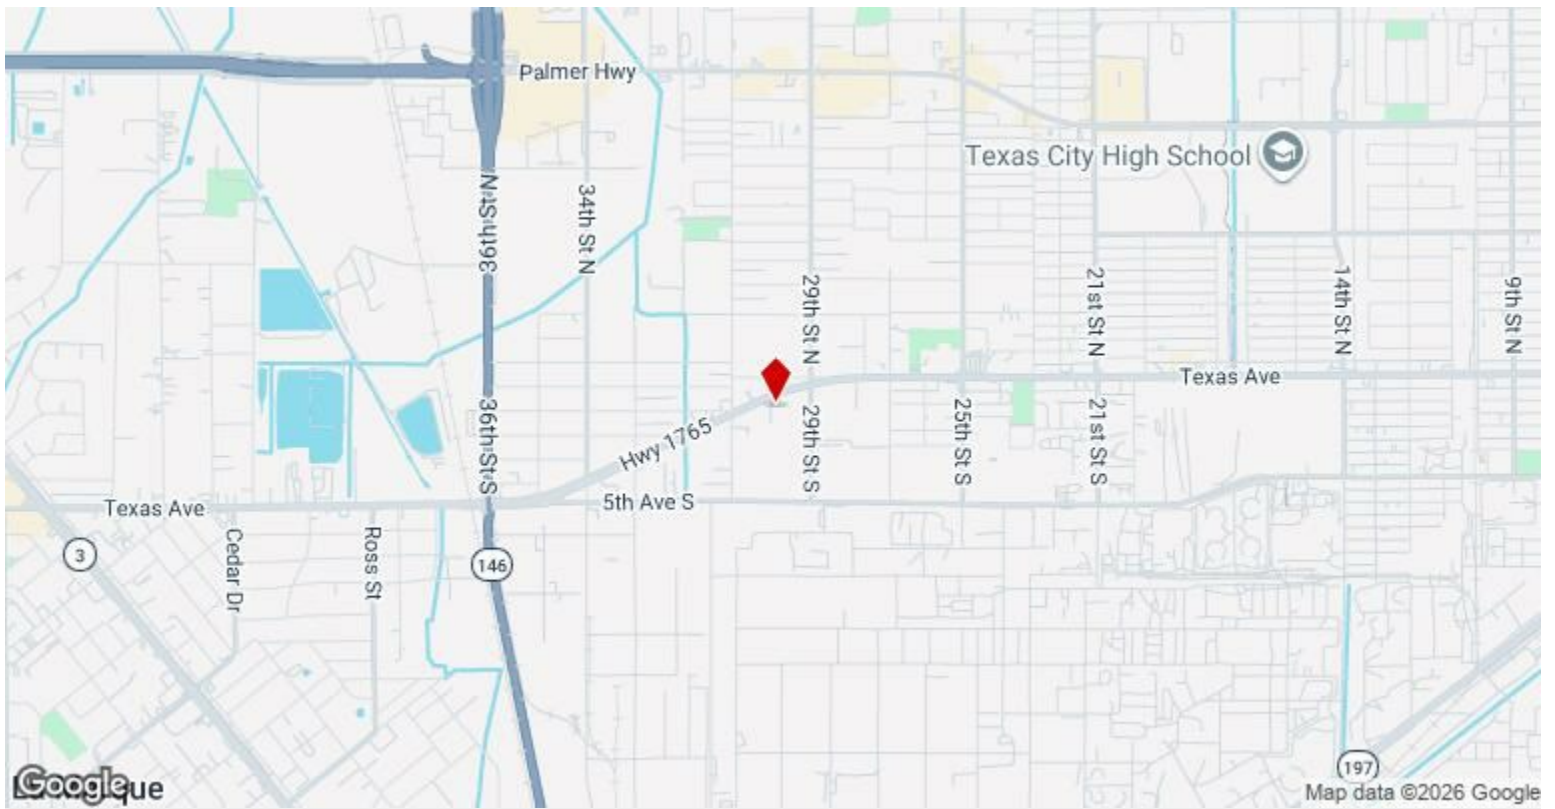 Palmer Hwy
Texas City High School
36th St N
34th St N
29th St N
21st St N
14th St N
9th St N
Texas Ave
36th St S
Hwy 1765
29th St S
25th St S
21st St S
5th Ave S
Texas Ave
3
Cedar Dr
Ross St
146
197
Google
Map data ©2026 Google